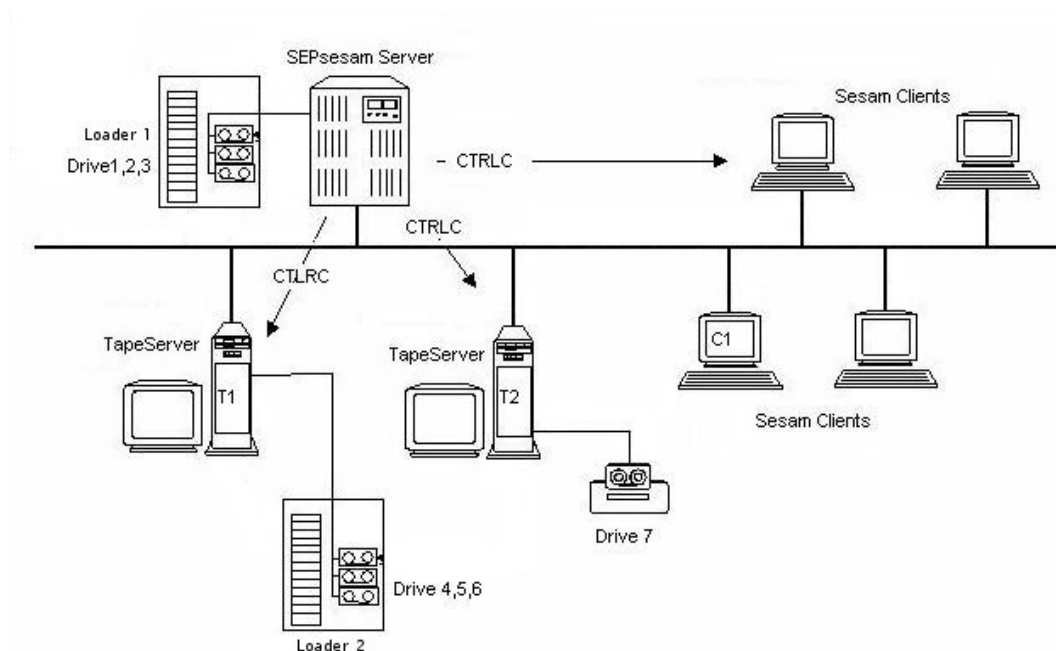 SEPsesam Server
Sesam Clients
Loader 1
Drive1,2,3
CTRLC
CTRLC
CTLRC
TapeServer
T1
TapeServer
T2
C1
Sesam Clients
Drive 7
Drive 4,5,6
Loader 2